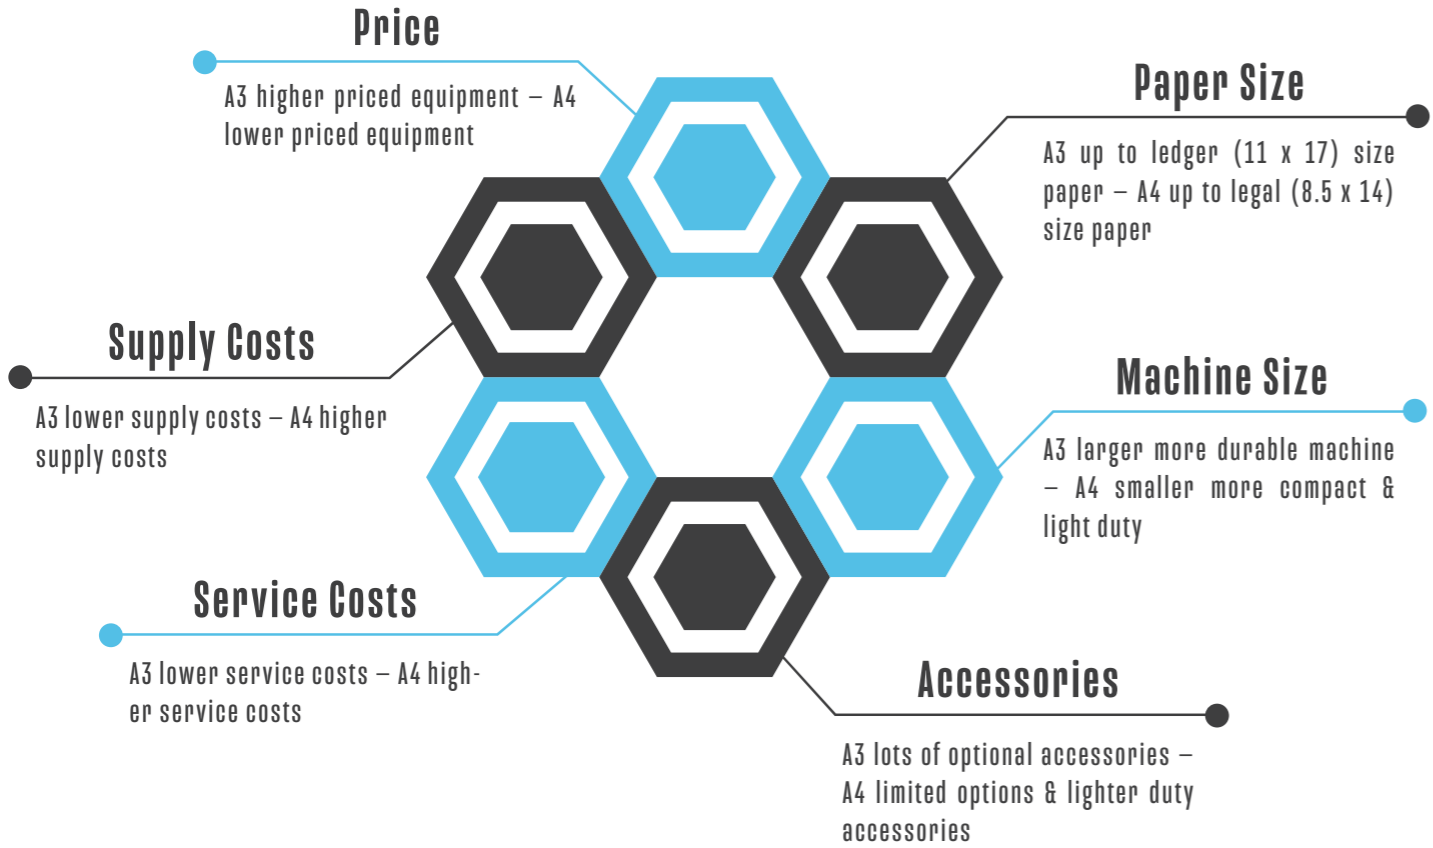 Price
A3 higher priced equipment – A4
lower priced equipment
Paper Size
A3 up to ledger (11 x 17) size
paper – A4 up to legal (8.5 x 14)
size paper
Supply Costs
A3 lower supply costs – A4 higher
supply costs
Machine Size
A3 larger more durable machine
– A4 smaller more compact &
light duty
Service Costs
A3 lower service costs – A4 high-
er service costs
Accessories
A3 lots of optional accessories –
A4 limited options & lighter duty
accessories